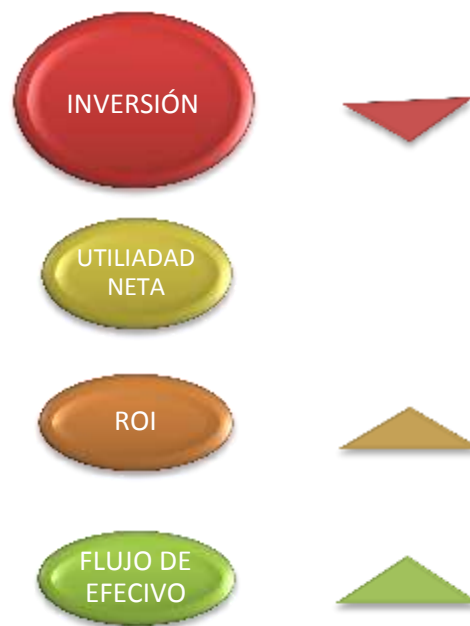 INVERSIÓN
UTILIADAD
NETA
ROI
FLUJO DE
EFECIVO